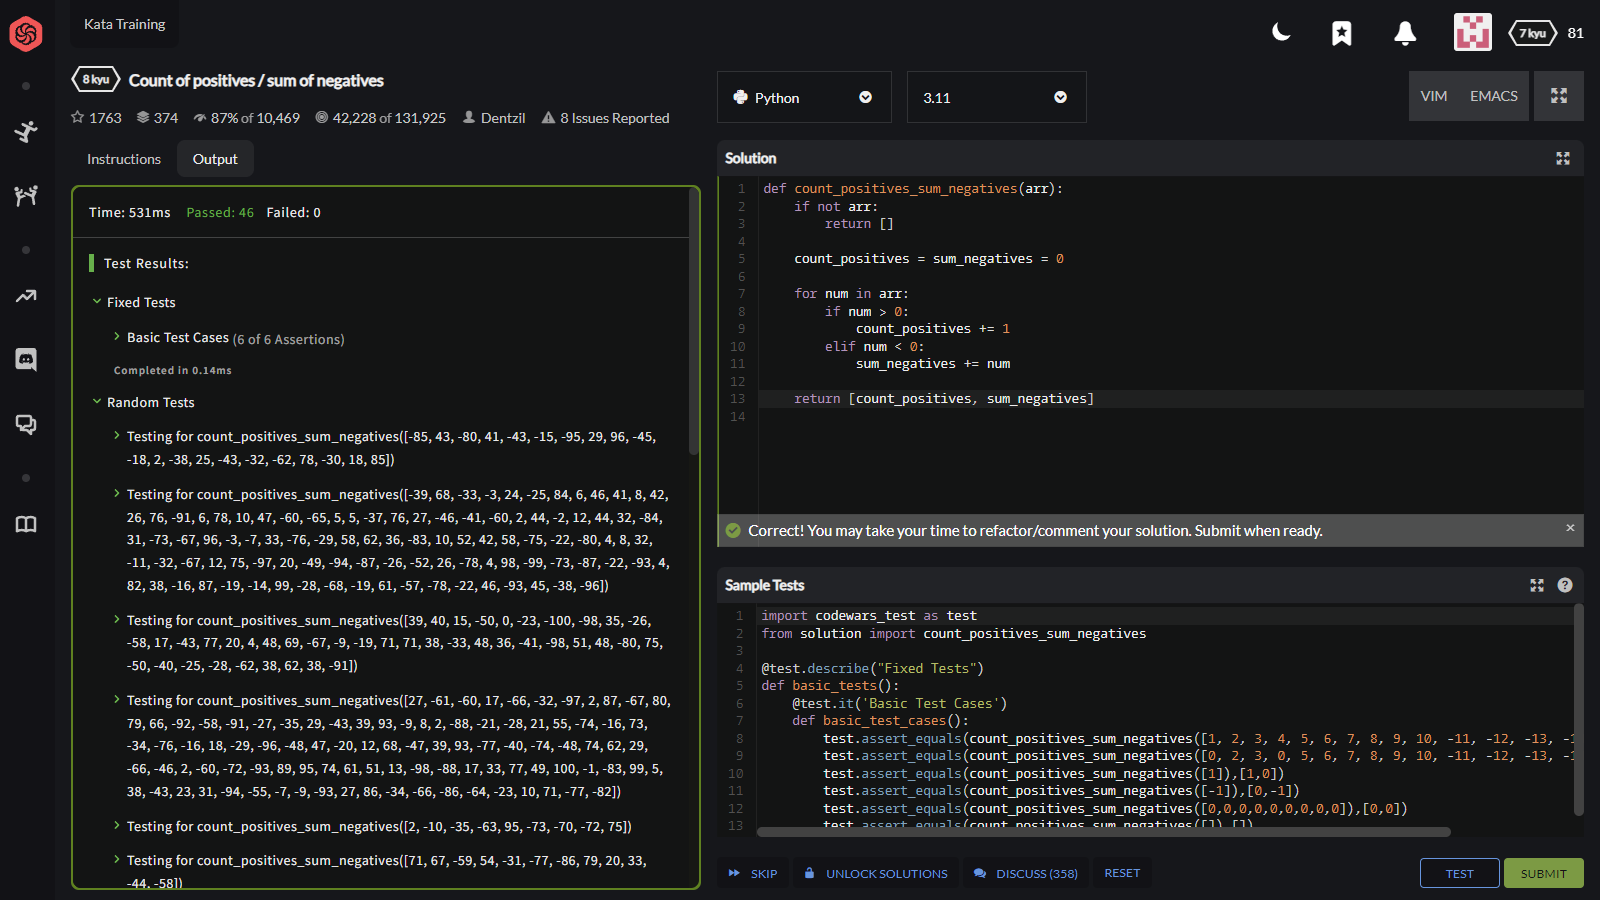 Kata Training
7 kyu 81
8 kyu Count of positives / sum of negatives
1763 374 87% of 10,469 42,228 of 131,925 Dentzil 8 Issues Reported
Instructions Output
Time: 531ms Passed: 46 Failed: 0
Test Results:
Fixed Tests
Basic Test Cases (6 of 6 Assertions)
Completed in 0.14ms
Random Tests
Testing for count_positives_sum_negatives([-85, 43, -80, 41, -43, -15, -95, 29, 96, -45,
-18, 2, -38, 25, -43, -32, -62, 78, -30, 18, 85])
Testing for count_positives_sum_negatives([-39, 68, -33, -3, 24, -25, 84, 6, 46, 41, 8, 42,
26, 76, -91, 6, 78, 10, 47, -60, -65, 5, 5, -37, 76, 27, -46, -41, -60, 2, 44, -2, 12, 44, 32, -84,
31, -73, -67, 96, -3, -7, 33, -76, -29, 58, 62, 36, -83, 10, 52, 42, 58, -75, -22, -80, 4, 8, 32,
-11, -32, -67, 12, 75, -97, 20, -49, -94, -87, -26, -52, 26, -78, 4, 98, -99, -73, -87, -22, -93, 4,
82, 38, -16, 87, -19, -14, 99, -28, -68, -19, 61, -57, -78, -22, 46, -93, 45, -38, -96])
Testing for count_positives_sum_negatives([39, 40, 15, -50, 0, -23, -100, -98, 35, -26,
-58, 17, -43, 77, 20, 4, 48, 69, -67, -9, -19, 71, 71, 38, -33, 48, 36, -41, -98, 51, 48, -80, 75,
-50, -40, -25, -28, -62, 38, 62, 38, -91])
Testing for count_positives_sum_negatives([27, -61, -60, 17, -66, -32, -97, 2, 87, -67, 80,
79, 66, -92, -58, -91, -27, -35, 29, -43, 39, 93, -9, 8, 2, -88, -21, -28, 21, 55, -74, -16, 73,
-34, -76, -16, 18, -29, -96, -48, 47, -20, 12, 68, -47, 39, 93, -77, -40, -74, -48, 74, 62, 29,
-66, -46, 2, -60, -72, -93, 89, 95, 74, 61, 51, 13, -98, -88, 17, 33, 77, 49, 100, -1, -83, 99, 5,
38, -43, 23, 31, -94, -55, -7, -9, -93, 27, 86, -34, -66, -86, -64, -23, 10, 71, -77, -82])
Testing for count_positives_sum_negatives([2, -10, -35, -63, 95, -73, -70, -72, 75])
Testing for count_positives_sum_negatives([71, 67, -59, 54, -31, -77, -86, 79, 20, 33,
-44, -58])
Python 3.11 VIM EMACS
Solution
1 def count_positives_sum_negatives(arr):
2 if not arr:
3 return []
4
5 count_positives = sum_negatives = 0
6
7 for num in arr:
8 if num > 0:
9 count_positives += 1
10 elif num < 0:
11 sum_negatives += num
12
13 return [count_positives, sum_negatives]
14
Correct! You may take your time to refactor/comment your solution. Submit when ready. ×
Sample Tests ?
1 import codewars_test as test
2 from solution import count_positives_sum_negatives
3
4 @test.describe("Fixed Tests")
5 def basic_tests():
6 @test.it('Basic Test Cases')
7 def basic_test_cases():
8 test.assert_equals(count_positives_sum_negatives([1, 2, 3, 4, 5, 6, 7, 8, 9, 10, -11, -12, -13, -1
9 test.assert_equals(count_positives_sum_negatives([0, 2, 3, 0, 5, 6, 7, 8, 9, 10, -11, -12, -13, -1
10 test.assert_equals(count_positives_sum_negatives([1]),[1,0])
11 test.assert_equals(count_positives_sum_negatives([-1]),[0,-1])
12 test.assert_equals(count_positives_sum_negatives([0,0,0,0,0,0,0,0,0]),[0,0])
13 test.assert_equals(count_positives_sum_negatives([]),[])
SKIP UNLOCK SOLUTIONS DISCUSS (358) RESET TEST SUBMIT